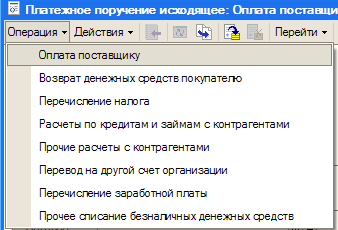 Платежное поручение исходящее: Оплата поставщи
Операция Действия Перейти
Оплата поставщику
Возврат денежных средств покупателю
Перечисление налога
Расчеты по кредитам и займам с контрагентами
Прочие расчеты с контрагентами
Перевод на другой счет организации
Перечисление заработной платы
Прочее списание безналичных денежных средств